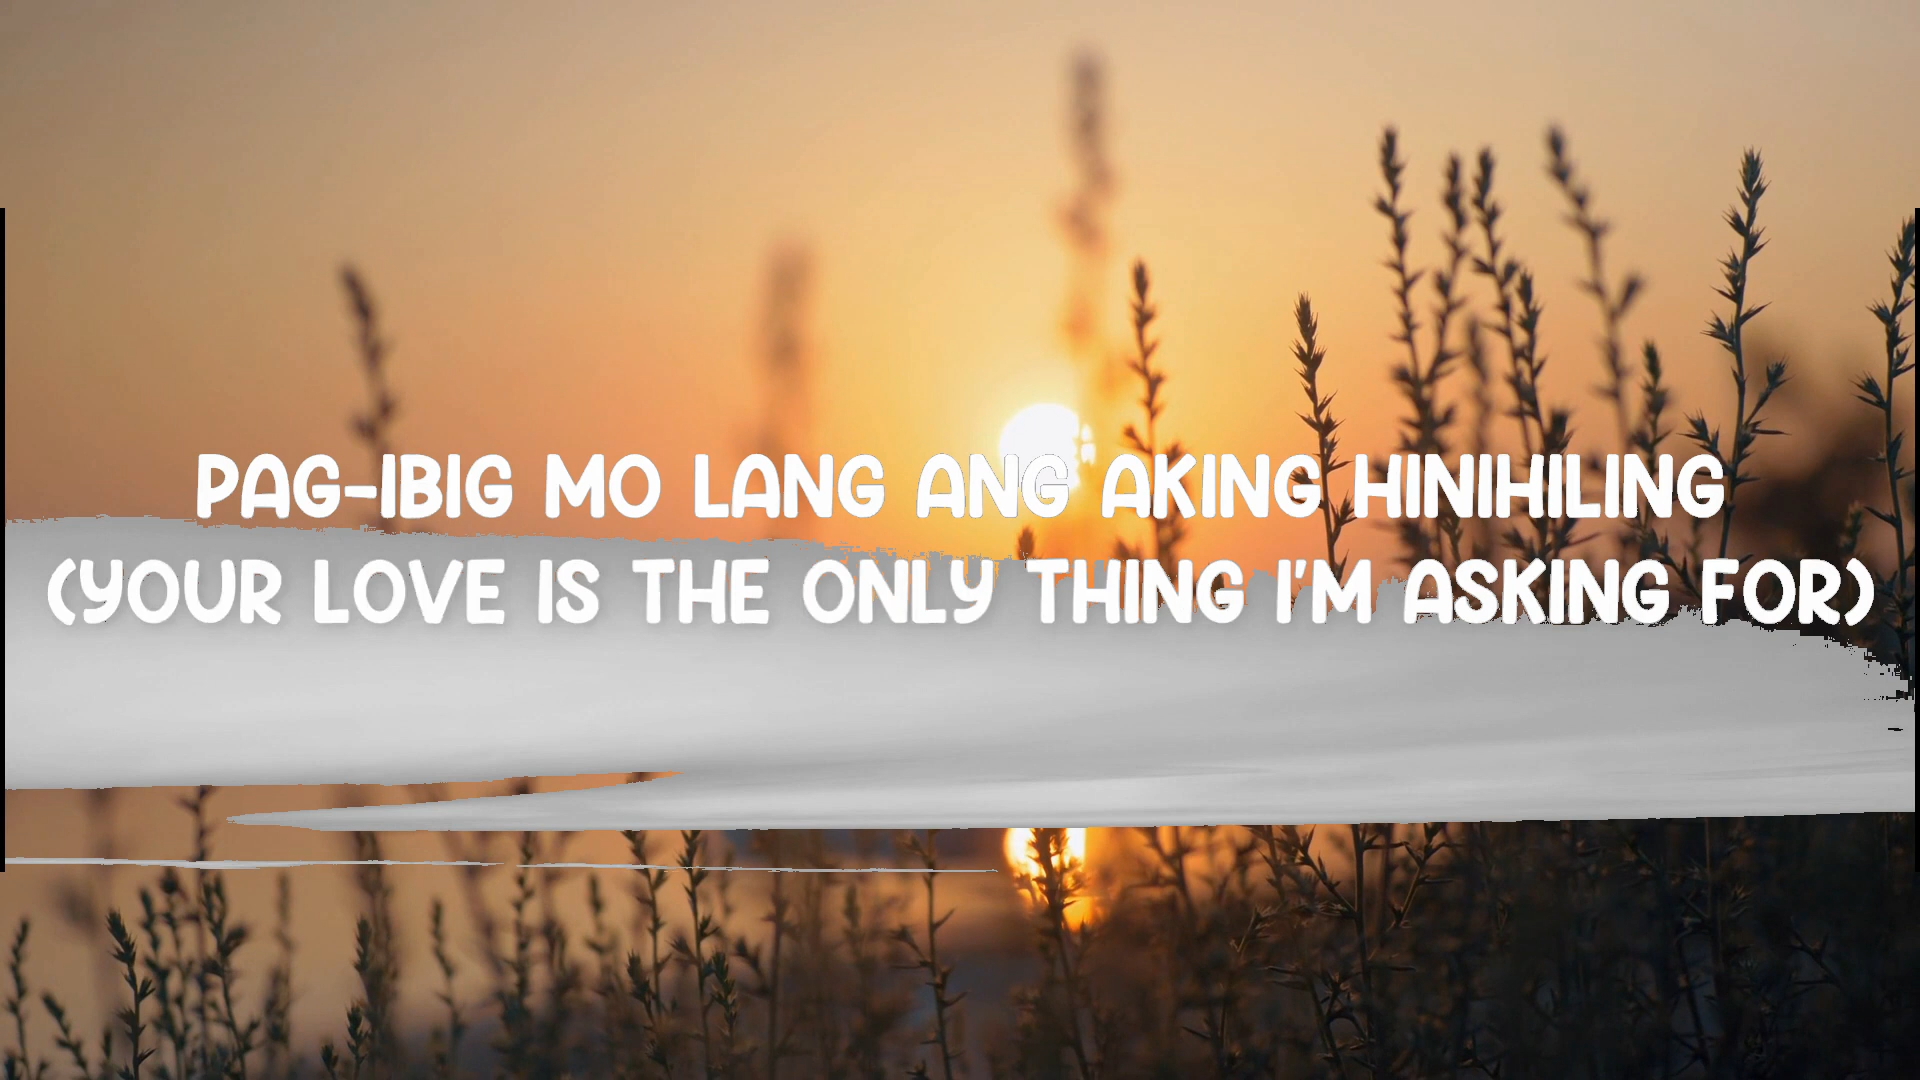 PAG-IBIG MO LANG ANG AKING HINIHILING
(YOUR LOVE IS THE ONLY THING I'M ASKING FOR)